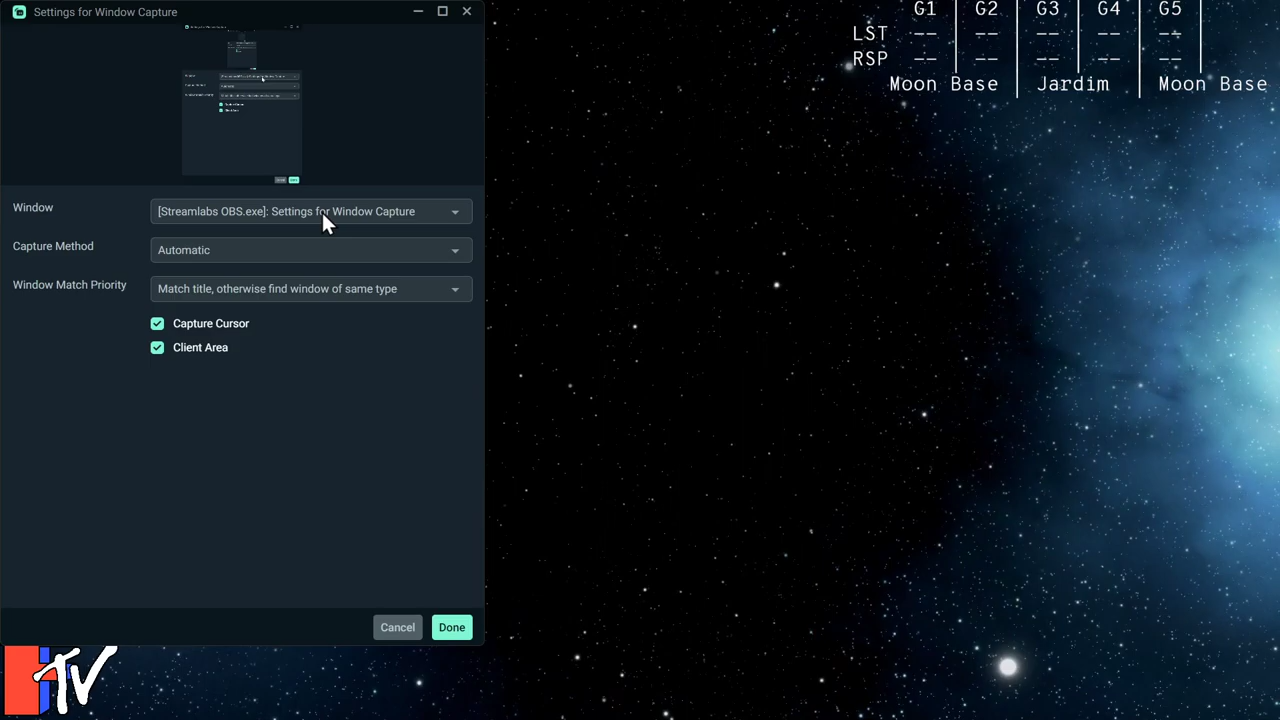 Settings for Window Capture
G1 G2 G3 G4 G5
LST -- -- -- -- --
RSP -- -- -- -- --
Moon Base Jardim Moon Base
Window
[Streamlabs OBS.exe]: Settings for Window Capture
Capture Method
Automatic
Window Match Priority
Match title, otherwise find window of same type
Capture Cursor
Client Area
Cancel Done
TV